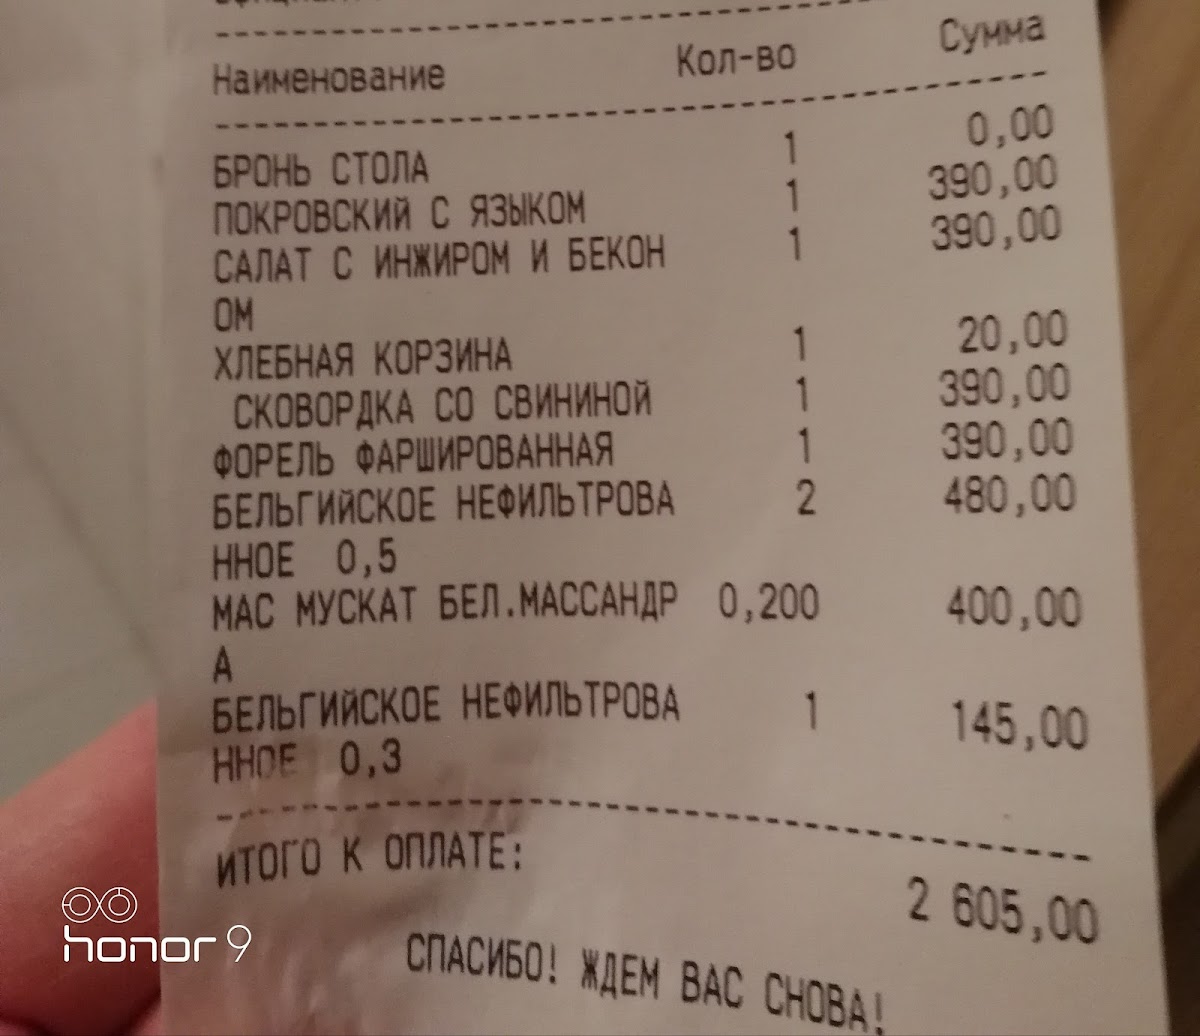 Наименование Кол-во Сумма
БРОНЬ СТОЛА 1 0,00
ПОКРОВСКИЙ С ЯЗЫКОМ 1 390,00
САЛАТ С ИНЖИРОМ И БЕКОН 1 390,00
ОМ
ХЛЕБНАЯ КОРЗИНА 1 20,00
СКОВОРДКА СО СВИНИНОЙ 1 390,00
ФОРЕЛЬ ФАРШИРОВАННАЯ 1 390,00
БЕЛЬГИЙСКОЕ НЕФИЛЬТРОВА 2 480,00
ННОЕ 0,5
МАС МУСКАТ БЕЛ.МАССАНДР 0,200 400,00
А
БЕЛЬГИЙСКОЕ НЕФИЛЬТРОВА 1 145,00
ННОЕ 0,3
ИТОГО К ОПЛАТЕ:
2 605,00
СПАСИБО! ЖДЕМ ВАС СНОВА!
honor 9